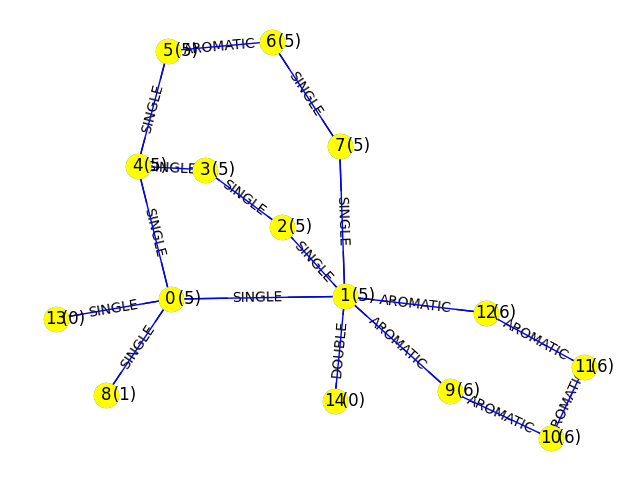 6(5)
5(5)
AROMATIC
SINGLE
SINGLE
7(5)
4(5)
SINGLE
3(5)
SINGLE
SINGLE
2(5)
SINGLE
SINGLE
0(5)
SINGLE
1(5)
AROMATIC
13(0)
SINGLE
SINGLE
DOUBLE
AROMATIC
12(6)
AROMATIC
11(6)
8(1)
14(0)
9(6)
AROMATIC
AROMATIC
10(6)